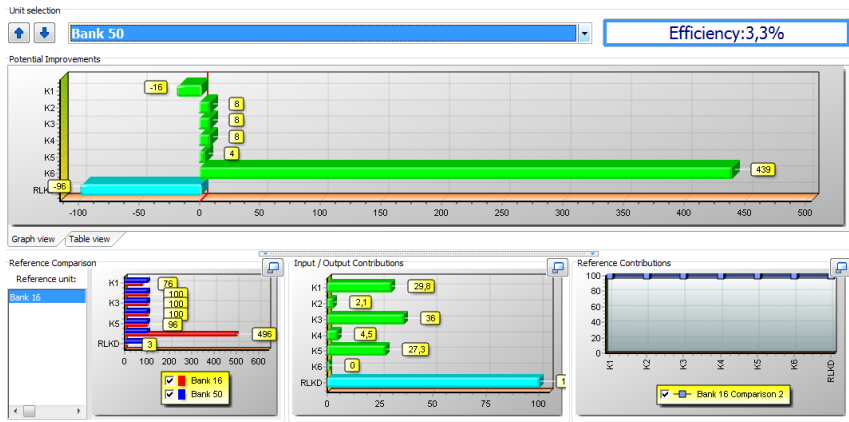 Unit selection
Bank 50
Efficiency:3,3%
Potential Improvements
K1
-16
K2
8
K3
8
K4
8
K5
4
K6
439
-96
-100 -50 0 50 100 150 200 250 300 350 400 450 500
Graph view Table view
Reference Comparison
Reference unit:
Bank 16
K1 76
100
K3 100
100
K5 96
496
RLKD 3
0 100 200 300 400 500 600
Bank 16
Bank 50
Input / Output Contributions
K1 29,8
K2 2,1
K3 36
K4 4,5
K5 27,3
K6 0
RLKD 1
0 25 50 75 100
Reference Contributions
100
80
60
40
20
0
K1 K2 K3 K4 K5 K6 RLKD
Bank 16 Comparison 2